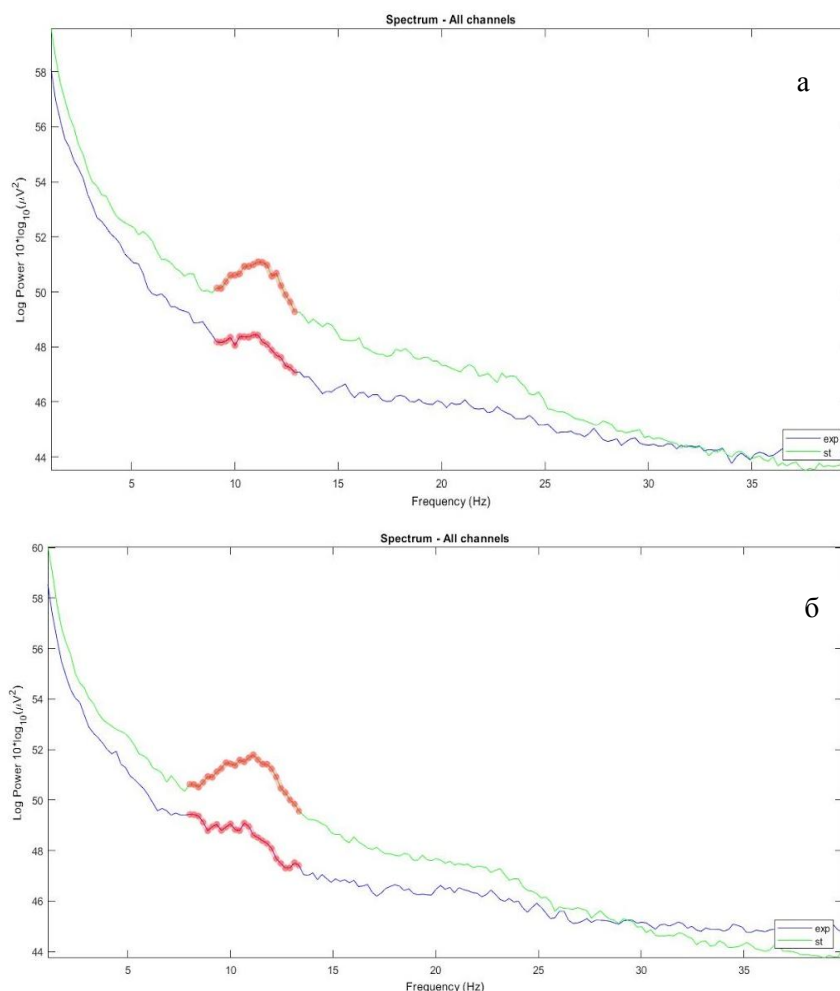 Spectrum - All channels
а
58
56
54
52
50
48
46
44
Log Power 10*log10(μV²)
5 10 15 20 25 30 35
Frequency (Hz)
exp
st
Spectrum - All channels
б
60
58
56
54
52
50
48
46
44
Log Power 10*log10(μV²)
5 10 15 20 25 30 35
Frequency (Hz)
exp
st